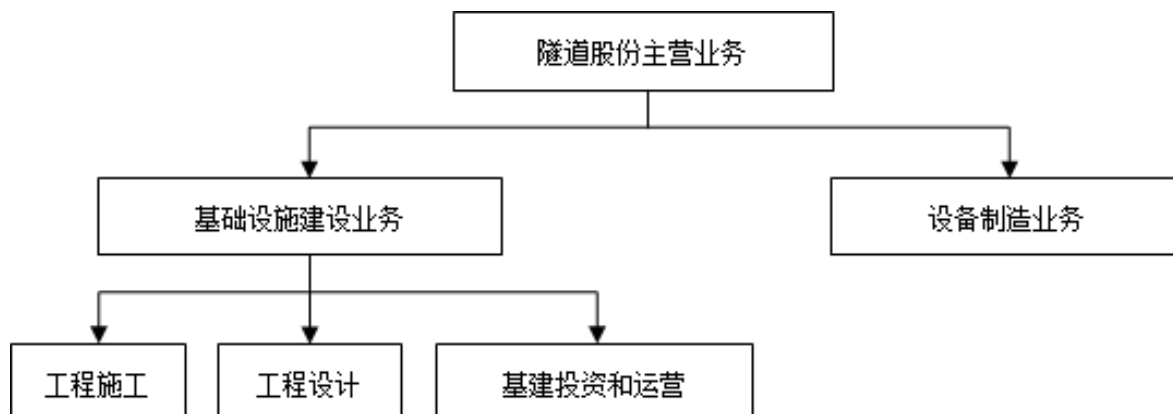 隧道股份主营业务
基础设施建设业务
设备制造业务
工程施工
工程设计
基建投资和运营